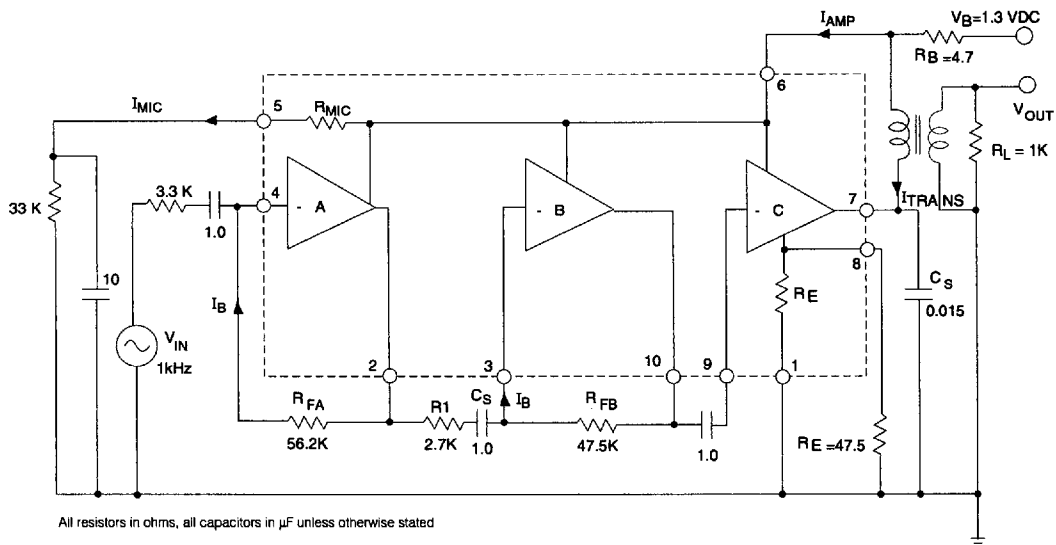 I_AMP
V_B=1.3 VDC
R_B=4.7
6
V_OUT
R_L = 1K
I_MIC
5
R_MIC
33 K
3.3 K
1.0
4
- A
- B
- C
7
I_TRANS
8
10
I_B
R_E
C_S
0.015
V_IN
1kHz
2
3
10
9
1
R_FA
56.2K
R1
2.7K
C_S
1.0
I_B
R_FB
47.5K
1.0
R_E=47.5
All resistors in ohms, all capacitors in µF unless otherwise stated